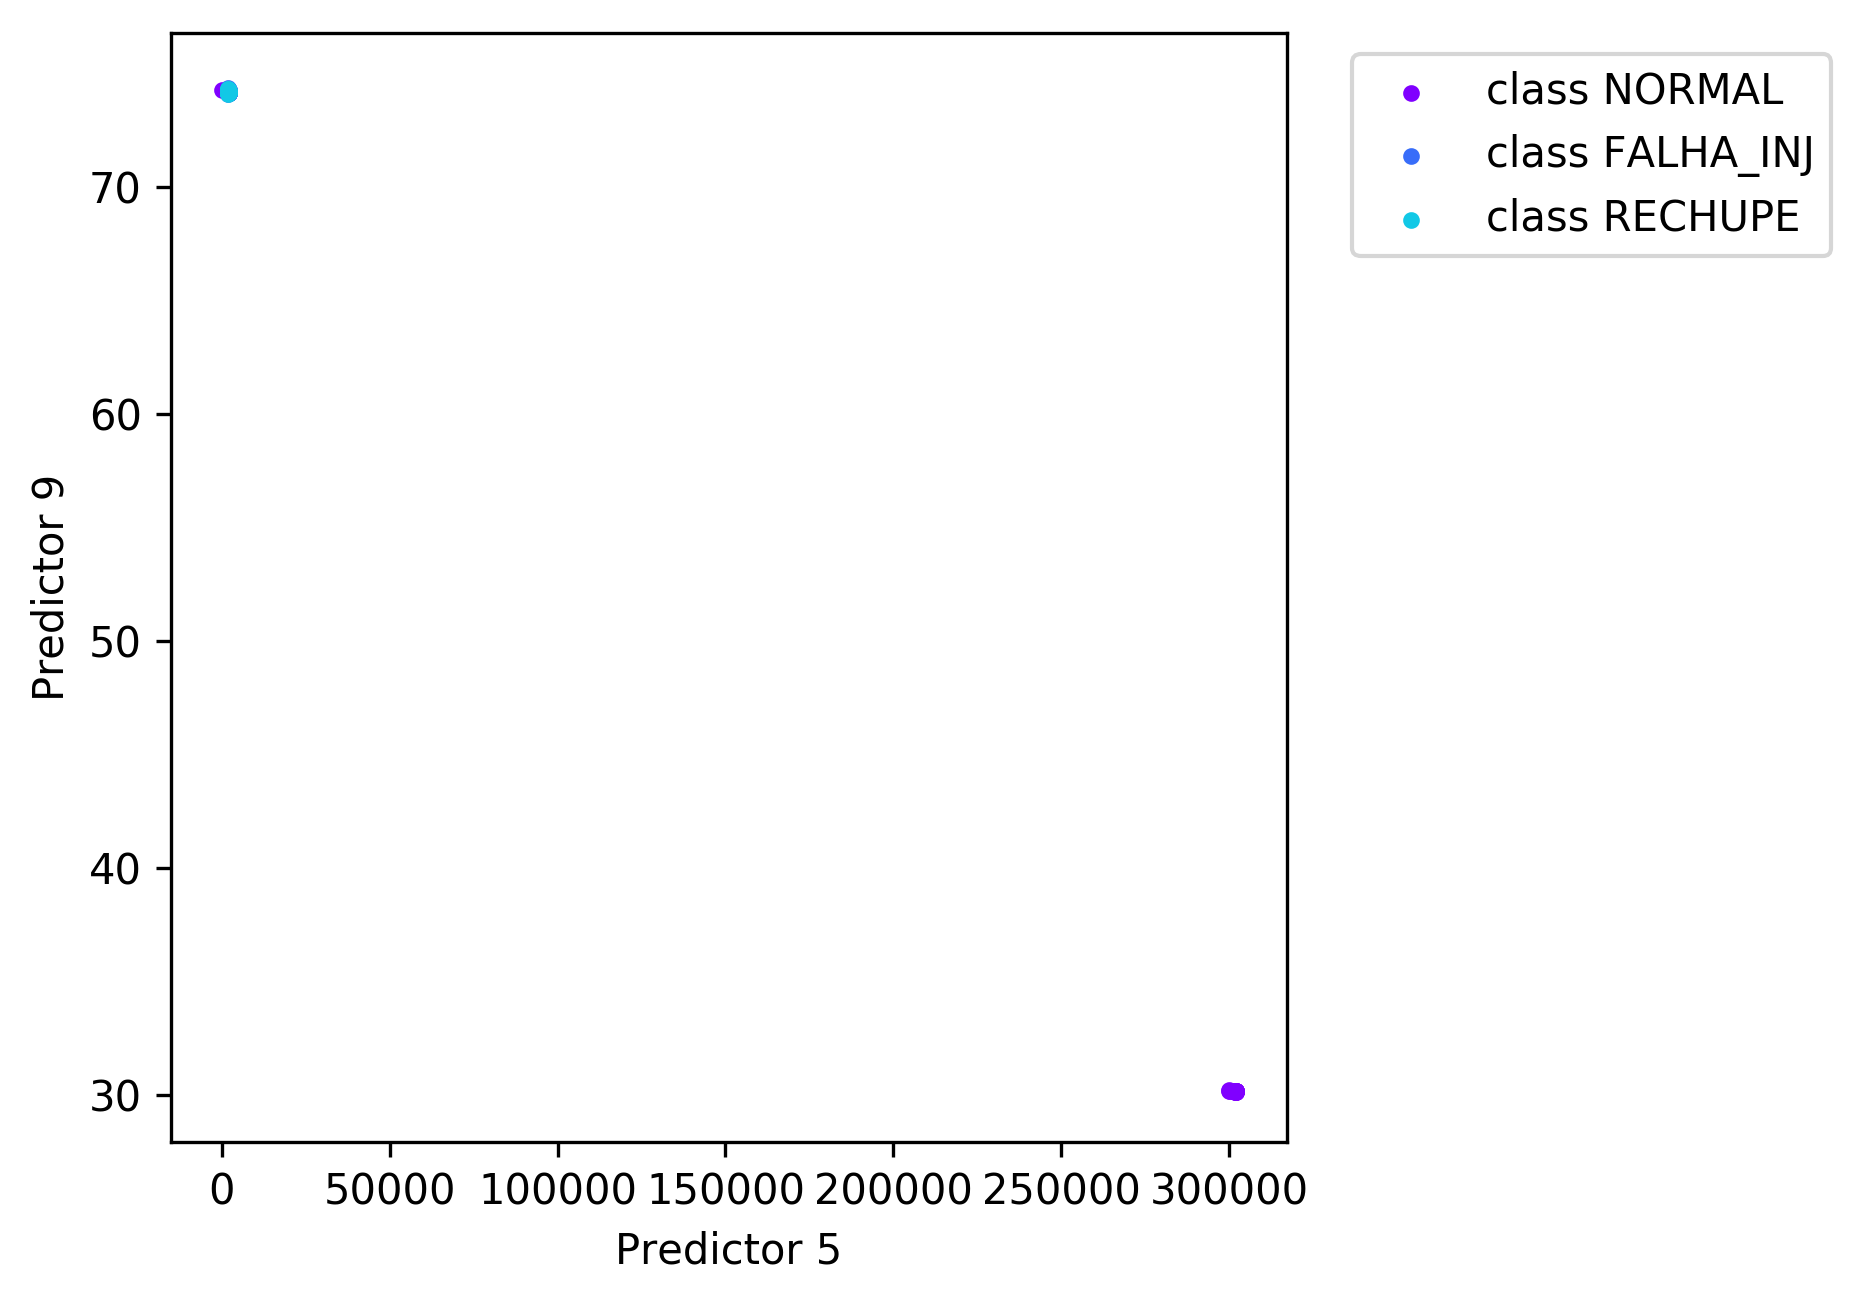 class NORMAL
class FALHA_INJ
class RECHUPE
70
60
50
40
30
Predictor 9
0 50000 100000 150000 200000 250000 300000
Predictor 5